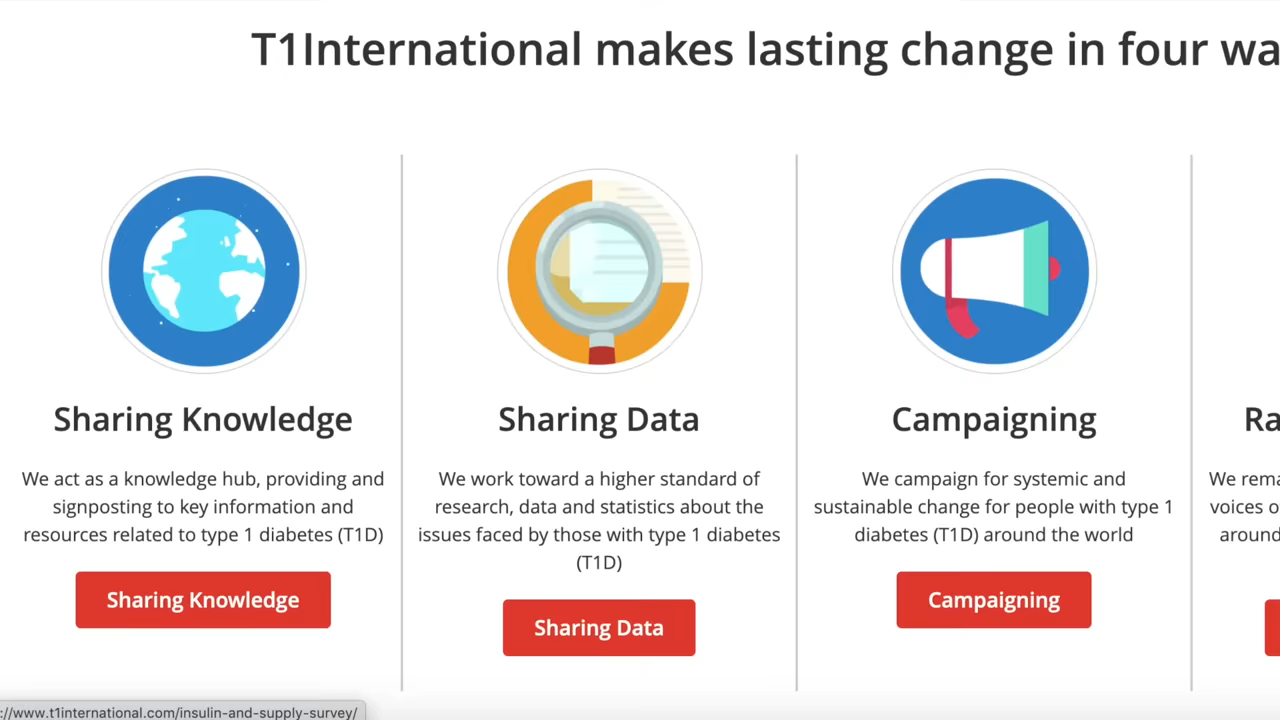 T1International makes lasting change in four wa
Sharing Knowledge
We act as a knowledge hub, providing and
signposting to key information and
resources related to type 1 diabetes (T1D)
Sharing Knowledge
Sharing Data
We work toward a higher standard of
research, data and statistics about the
issues faced by those with type 1 diabetes
(T1D)
Sharing Data
Campaigning
We campaign for systemic and
sustainable change for people with type 1
diabetes (T1D) around the world
Campaigning
Ra
We rema
voices o
around
://www.t1international.com/insulin-and-supply-survey/